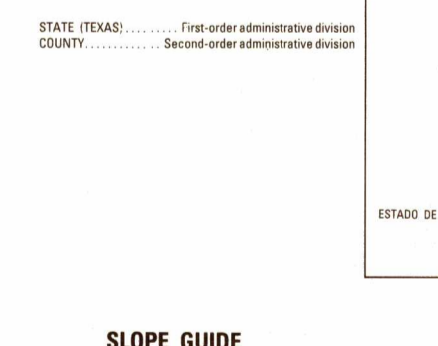 STATE (TEXAS)......... First-order administrative division
COUNTY............. Second-order administrative division
ESTADO DE
SLOPE GUIDE